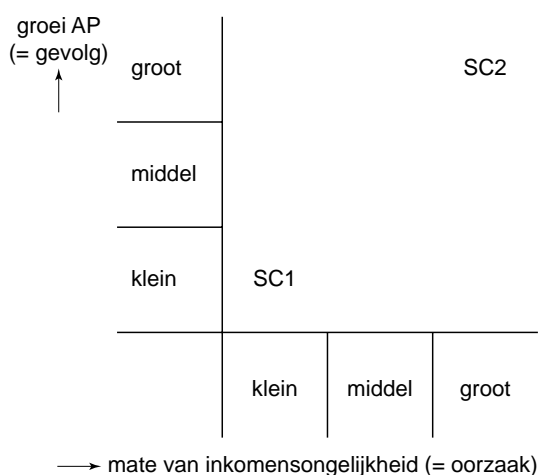 groei AP
(= gevolg)
groot
SC2
middel
klein
SC1
klein
middel
groot
mate van inkomensongelijkheid (= oorzaak)